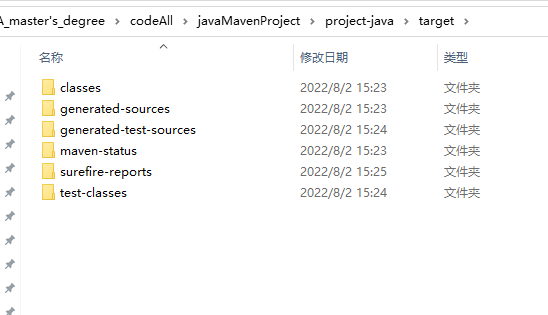 A_master's_degree > codeAll > javaMavenProject > project-java > target >
名称 修改日期 类型
classes 2022/8/2 15:23 文件夹
generated-sources 2022/8/2 15:23 文件夹
generated-test-sources 2022/8/2 15:24 文件夹
maven-status 2022/8/2 15:23 文件夹
surefire-reports 2022/8/2 15:25 文件夹
test-classes 2022/8/2 15:24 文件夹